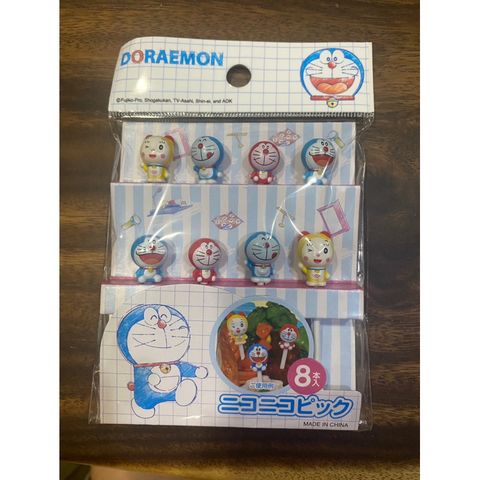 DORAEMON
©Fujiko-Pro, Shogakukan, TV-Asahi, Shin-ei, and ADK
ご使用例
8本入
ニコニコピック
MADE IN CHINA